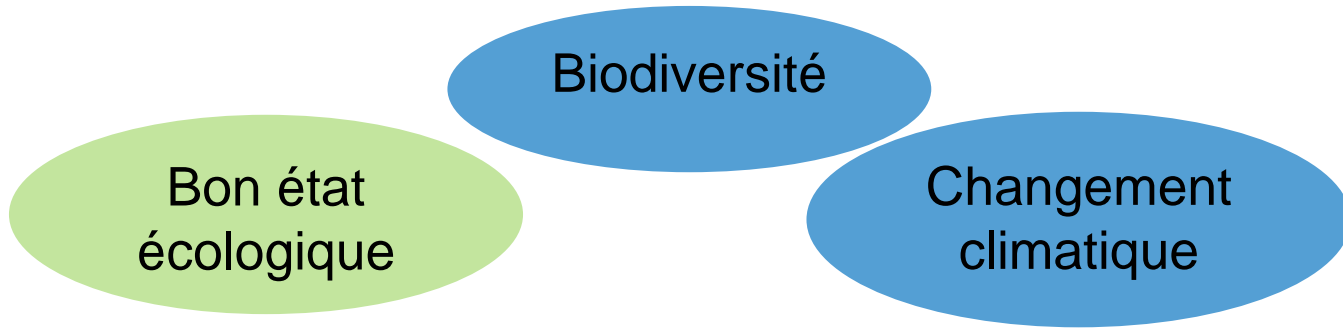 Biodiversité
Bon état
écologique
Changement
climatique